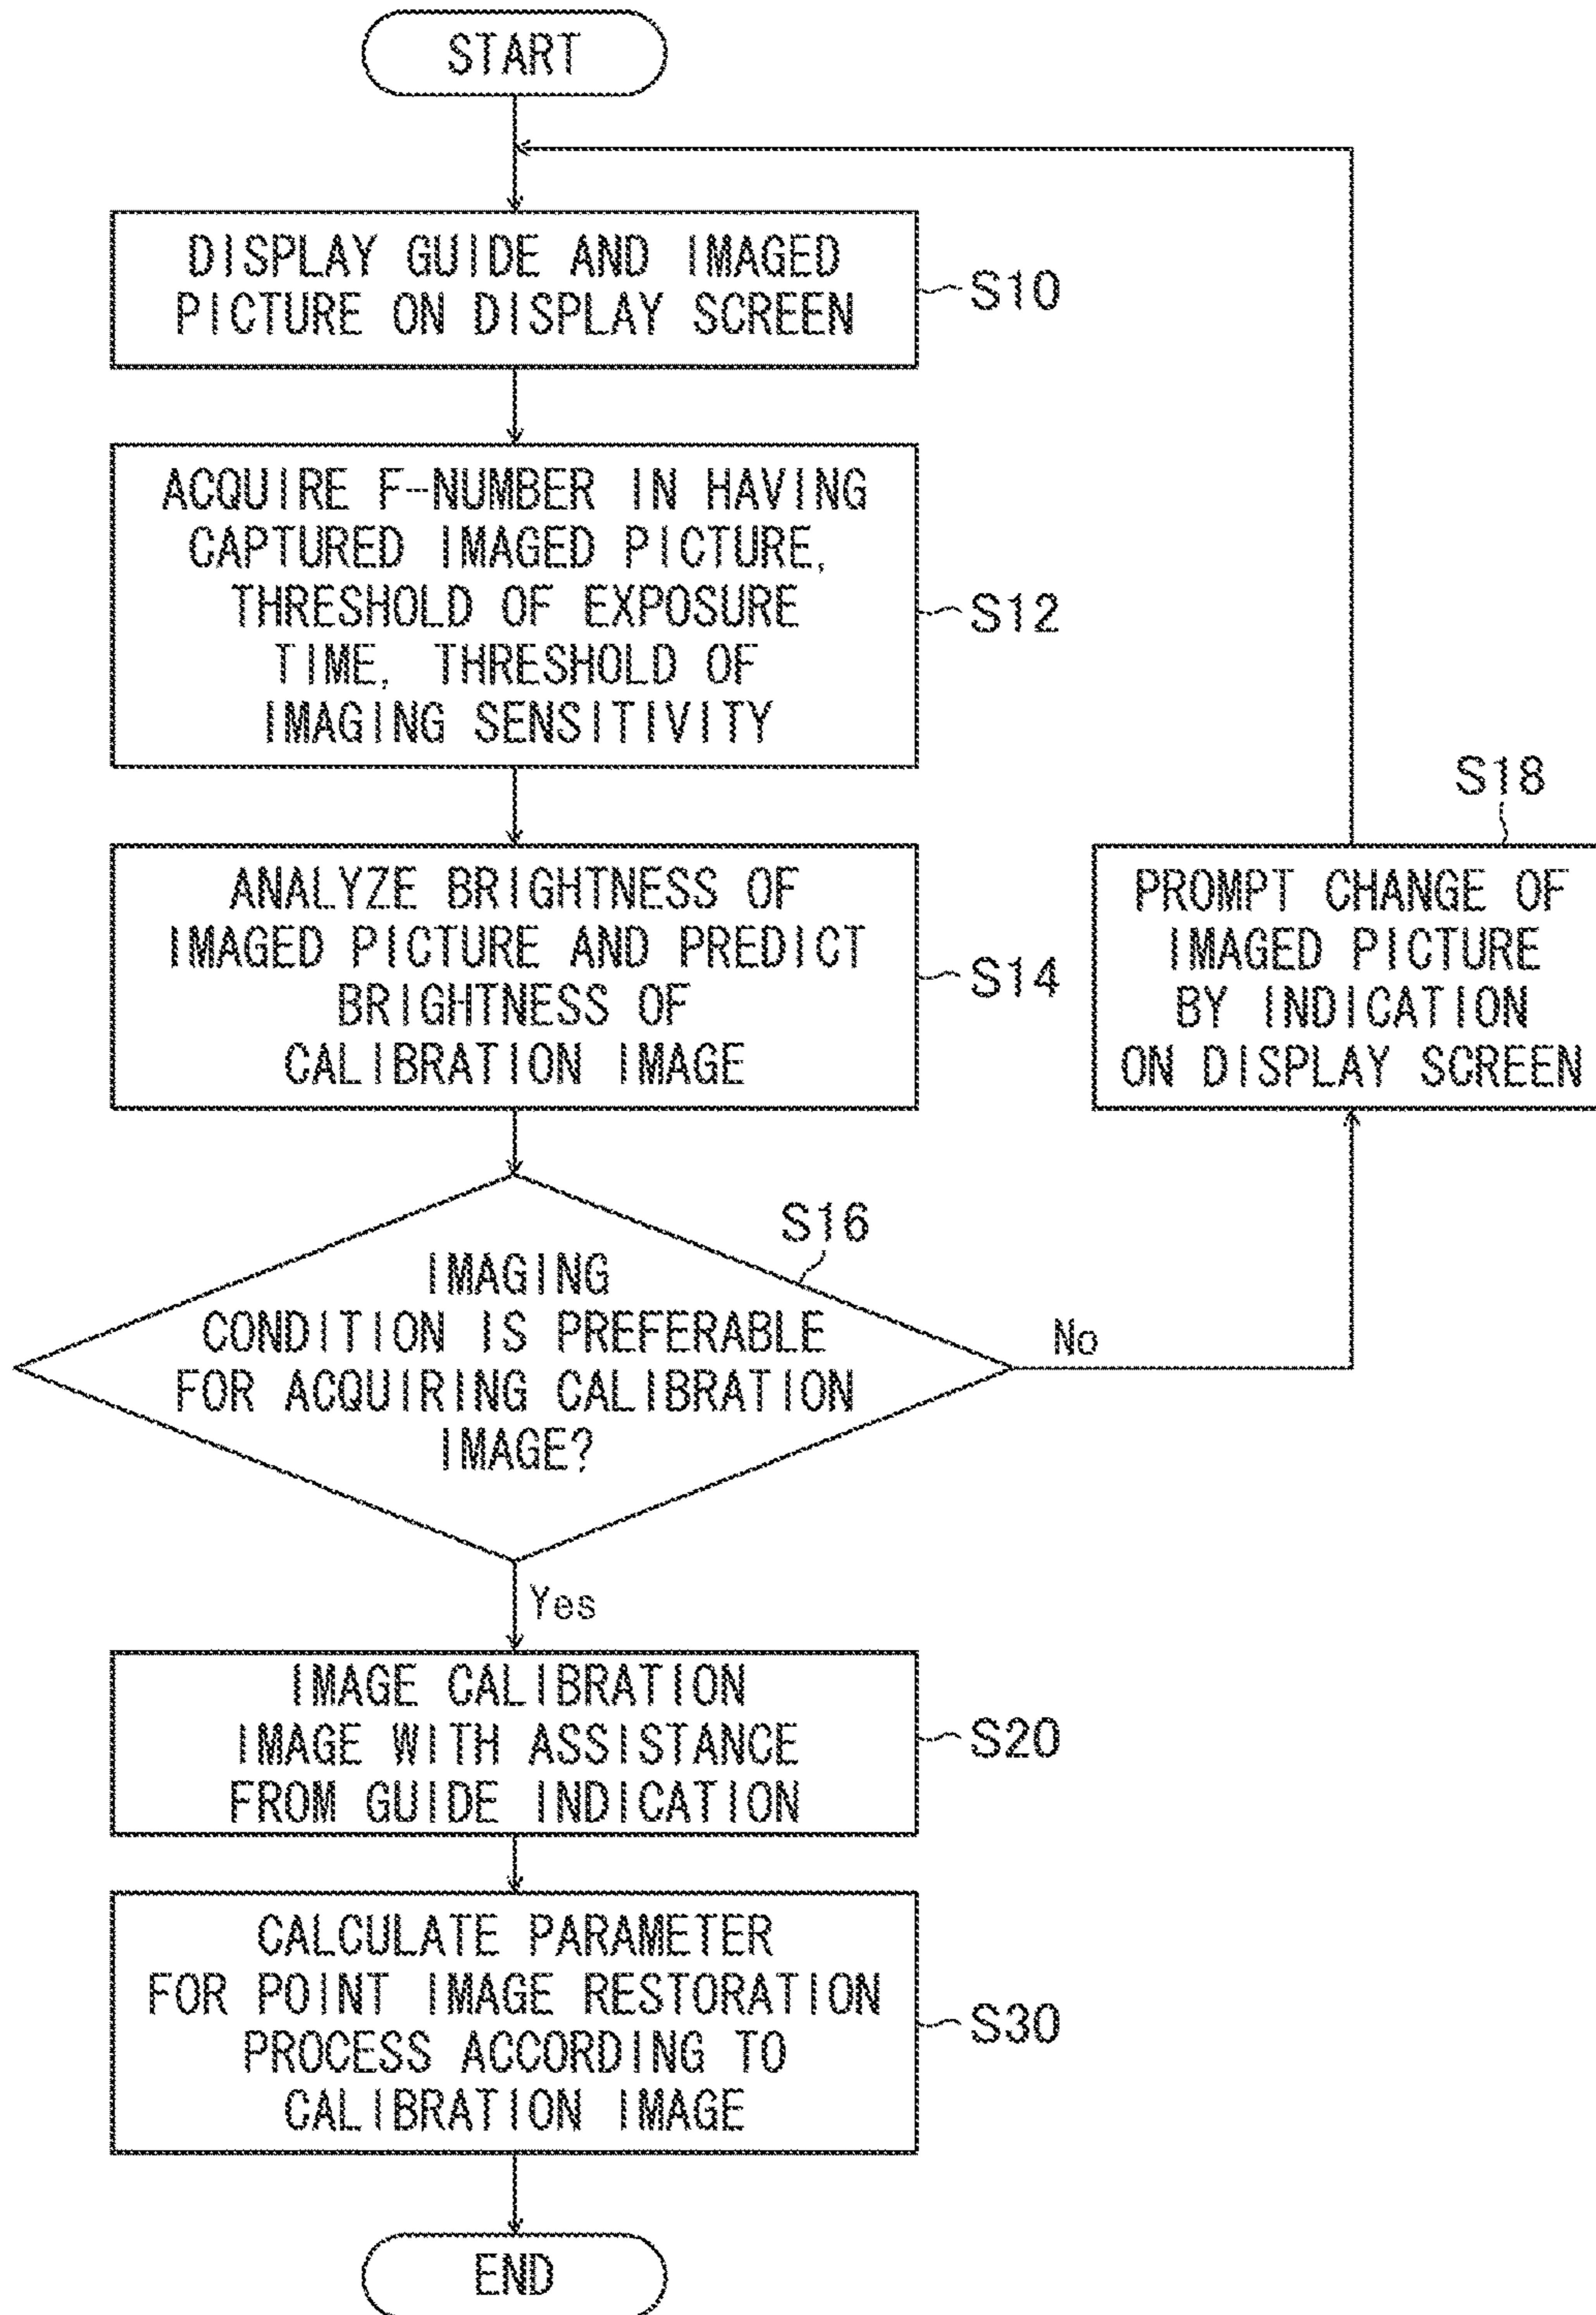 START
DISPLAY GUIDE AND IMAGED
PICTURE ON DISPLAY SCREEN
S10
ACQUIRE F-NUMBER IN HAVING
CAPTURED IMAGED PICTURE,
THRESHOLD OF EXPOSURE
TIME, THRESHOLD OF
IMAGING SENSITIVITY
S12
ANALYZE BRIGHTNESS OF
IMAGED PICTURE AND PREDICT
BRIGHTNESS OF
CALIBRATION IMAGE
S14
S18
PROMPT CHANGE OF
IMAGED PICTURE
BY INDICATION
ON DISPLAY SCREEN
S16
IMAGING
CONDITION IS PREFERABLE
FOR ACQUIRING CALIBRATION
IMAGE?
No
Yes
IMAGE CALIBRATION
IMAGE WITH ASSISTANCE
FROM GUIDE INDICATION
S20
CALCULATE PARAMETER
FOR POINT IMAGE RESTORATION
PROCESS ACCORDING TO
CALIBRATION IMAGE
S30
END